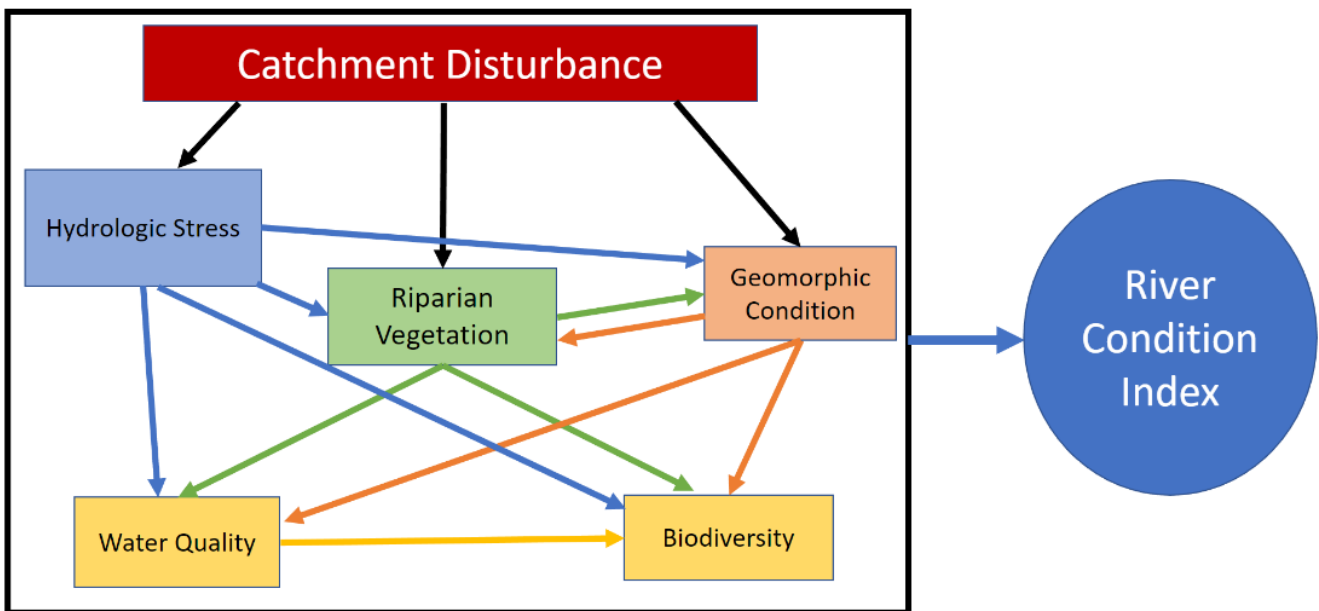 Catchment Disturbance
Hydrologic Stress
Riparian
Vegetation
Geomorphic
Condition
Water Quality
Biodiversity
River
Condition
Index